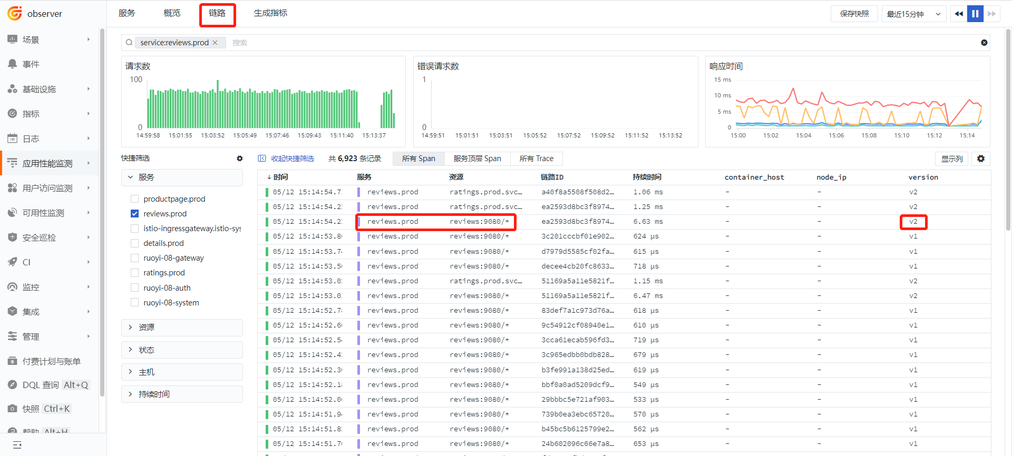 observer
服务 概览 链路 生成指标
保存快照 最近15分钟
场景
事件
基础设施
指标
日志
应用性能监测
用户访问监测
可用性监测
安全巡检
CI
监控
集成
管理
付费计划与账单
DQL 查询 Alt+Q
快照 Ctrl+K
帮助 Alt+H
service:reviews.prod × 搜索
请求数
100
0
14:59:58 15:01:55 15:03:52 15:05:49 15:07:46 15:09:43 15:11:40 15:13:37
错误请求数
1
0
14:59:51 15:01:51 15:03:51 15:05:52 15:07:52 15:09:52 15:11:52 15:13:52
响应时间
15 ms
10 ms
5 ms
0
15:00 15:02 15:04 15:06 15:08 15:10 15:12 15:14
快捷筛选
服务
productpage.prod
reviews.prod
istio-ingressgateway.istio-sy
details.prod
ruoyi-08-gateway
ratings.prod
ruoyi-08-auth
ruoyi-08-system
资源
状态
主机
持续时间
收起快捷筛选 共 6,923 条记录 所有 Span 服务顶层 Span 所有 Trace 显示列
↓ 时间 服务 资源 链路ID 持续时间 container_host node_ip version
05/12 15:14:54.7 reviews.prod ratings.prod.svc… a40f8a5508f508d2… 1.06 ms - - v2
05/12 15:14:54.2 reviews.prod ratings.prod.svc… ea2593d8bc3f8974… 1.25 ms - - v2
05/12 15:14:54.2 reviews.prod reviews:9080/* ea2593d8bc3f8974… 6.63 ms - - v2
05/12 15:14:53.8 reviews.prod reviews:9080/* 3c201cccbf01e902… 624 μs - - v1
05/12 15:14:53.7 reviews.prod reviews:9080/* d7979d5585cf02fa… 615 μs - - v1
05/12 15:14:53.5 reviews.prod reviews:9080/* decee4cb20fc8633… 718 μs - - v1
05/12 15:14:53.0 reviews.prod ratings.prod.svc… 51169a5a11e5821f… 1.15 ms - - v2
05/12 15:14:53.0 reviews.prod reviews:9080/* 51169a5a11e5821f… 6.47 ms - - v2
05/12 15:14:52.7 reviews.prod reviews:9080/* 83def7a1c973d76a… 618 μs - - v1
05/12 15:14:52.6 reviews.prod reviews:9080/* 9c54912cf08940e1… 610 μs - - v1
05/12 15:14:52.5 reviews.prod reviews:9080/* 3cca61ecab596fd3… 719 μs - - v1
05/12 15:14:52.4 reviews.prod reviews:9080/* 3c965edbb0bdb828… 679 μs - - v1
05/12 15:14:52.3 reviews.prod reviews:9080/* b3fe991a138d25ed… 619 μs - - v1
05/12 15:14:52.1 reviews.prod reviews:9080/* bbf8a8ad5209dcf9… 549 μs - - v1
05/12 15:14:52.0 reviews.prod reviews:9080/* 29bbbc5e721af903… 533 μs - - v1
05/12 15:14:51.9 reviews.prod reviews:9080/* 739b0ea3ebc65720… 570 μs - - v1
05/12 15:14:51.8 reviews.prod reviews:9080/* b45bc5b6125799e2… 562 μs - - v1
05/12 15:14:51.7 reviews.prod reviews:9080/* 24b602096c66e7a8… 653 μs - - v1